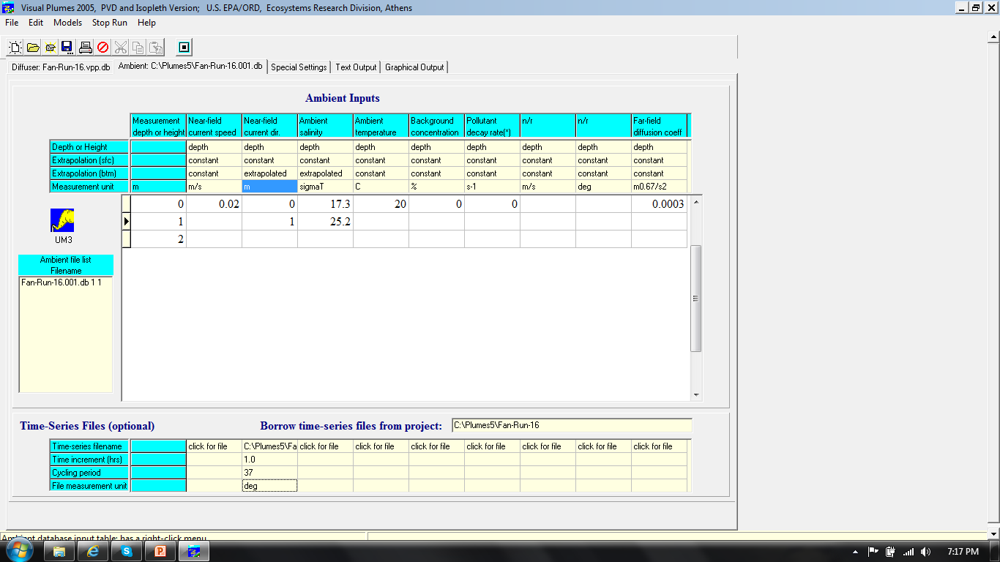 Visual Plumes 2005, PVD and Isopleth Version; U.S. EPA/ORD, Ecosystems Research Division, Athens
File Edit Models Stop Run Help
Diffuser: Fan-Run-16.vpp.db Ambient: C:\Plumes5\Fan-Run-16.001.db Special Settings Text Output Graphical Output
Ambient Inputs
Measurement Near-field Near-field Ambient Ambient Background Pollutant n/r n/r Far-field
depth or height current speed current dir. salinity temperature concentration decay rate(*) diffusion coeff
Depth or Height depth depth depth depth depth depth depth depth depth
Extrapolation (sfc) constant constant constant constant constant constant constant constant constant
Extrapolation (btm) constant extrapolated extrapolated constant constant constant constant constant constant
Measurement unit m m/s m sigmaT C % s-1 m/s deg m0.67/s2
0 0.02 0 17.3 20 0 0 0.0003
1 1 25.2
2
UM3
Ambient file list
Filename
Fan-Run-16.001.db 1 1
Time-Series Files (optional) Borrow time-series files from project: C:\Plumes5\Fan-Run-16
Time-series filename click for file C:\Plumes5\Fa click for file click for file click for file click for file click for file click for file click for file
Time increment (hrs) 1.0
Cycling period 37
File measurement unit deg
Ambient database input table: has a right-click menu
7:17 PM